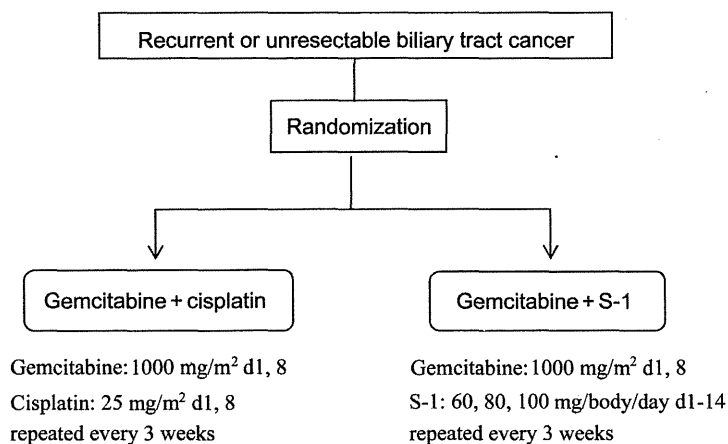 Recurrent or unresectable biliary tract cancer
Randomization
Gemcitabine + cisplatin
Gemcitabine: 1000 mg/m² d1, 8
Cisplatin: 25 mg/m² d1, 8
repeated every 3 weeks
Gemcitabine + S-1
Gemcitabine: 1000 mg/m² d1, 8
S-1: 60, 80, 100 mg/body/day d1-14
repeated every 3 weeks